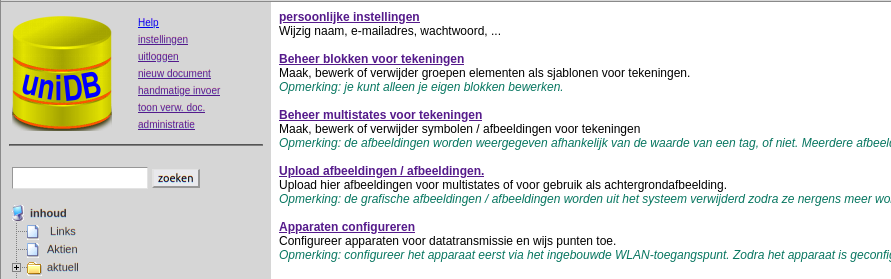 uniDB
Help
instellingen
uitloggen
nieuw document
handmatige invoer
toon verw. doc.
administratie
zoeken
inhoud
Links
Aktien
aktuell
persoonlijke instellingen
Wijzig naam, e-mailadres, wachtwoord, ...
Beheer blokken voor tekeningen
Maak, bewerk of verwijder groepen elementen als sjablonen voor tekeningen.
Opmerking: je kunt alleen je eigen blokken bewerken.
Beheer multistates voor tekeningen
Maak, bewerk of verwijder symbolen / afbeeldingen voor tekeningen
Opmerking: de afbeeldingen worden weergegeven afhankelijk van de waarde van een tag, of niet. Meerdere
Upload afbeeldingen / afbeeldingen.
Upload hier afbeeldingen voor multistates of voor gebruik als achtergrondafbeelding.
Opmerking: de grafische afbeeldingen / afbeeldingen worden uit het systeem verwijderd zodra ze nergens meer
Apparaten configureren
Configureer apparaten voor datatransmissie en wijs punten toe.
Opmerking: configureer het apparaat eerst via het ingebouwde WLAN-toegangspunt. Zodra het apparaat is